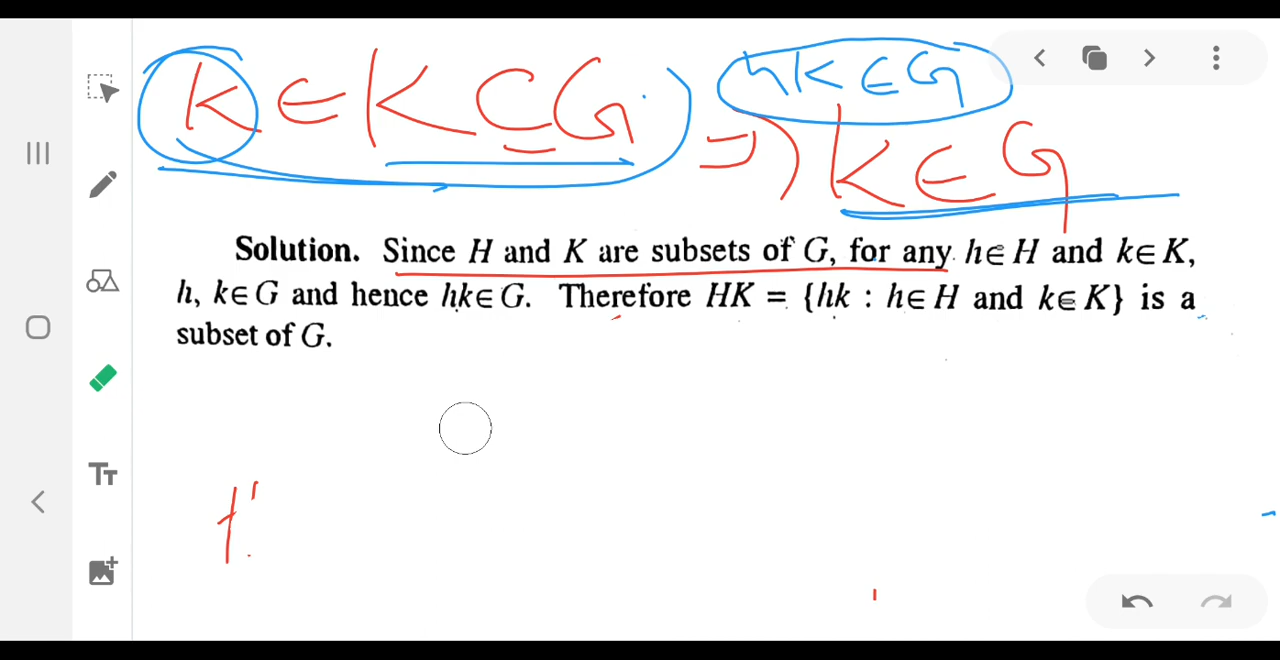 k ∈ K ⊆ G
hk ∈ G
⇒ k ∈ G
Solution. Since H and K are subsets of G, for any h∈H and k∈K,
h, k∈G and hence hk∈G. Therefore HK = {hk : h∈H and k∈K} is a
subset of G.
TT